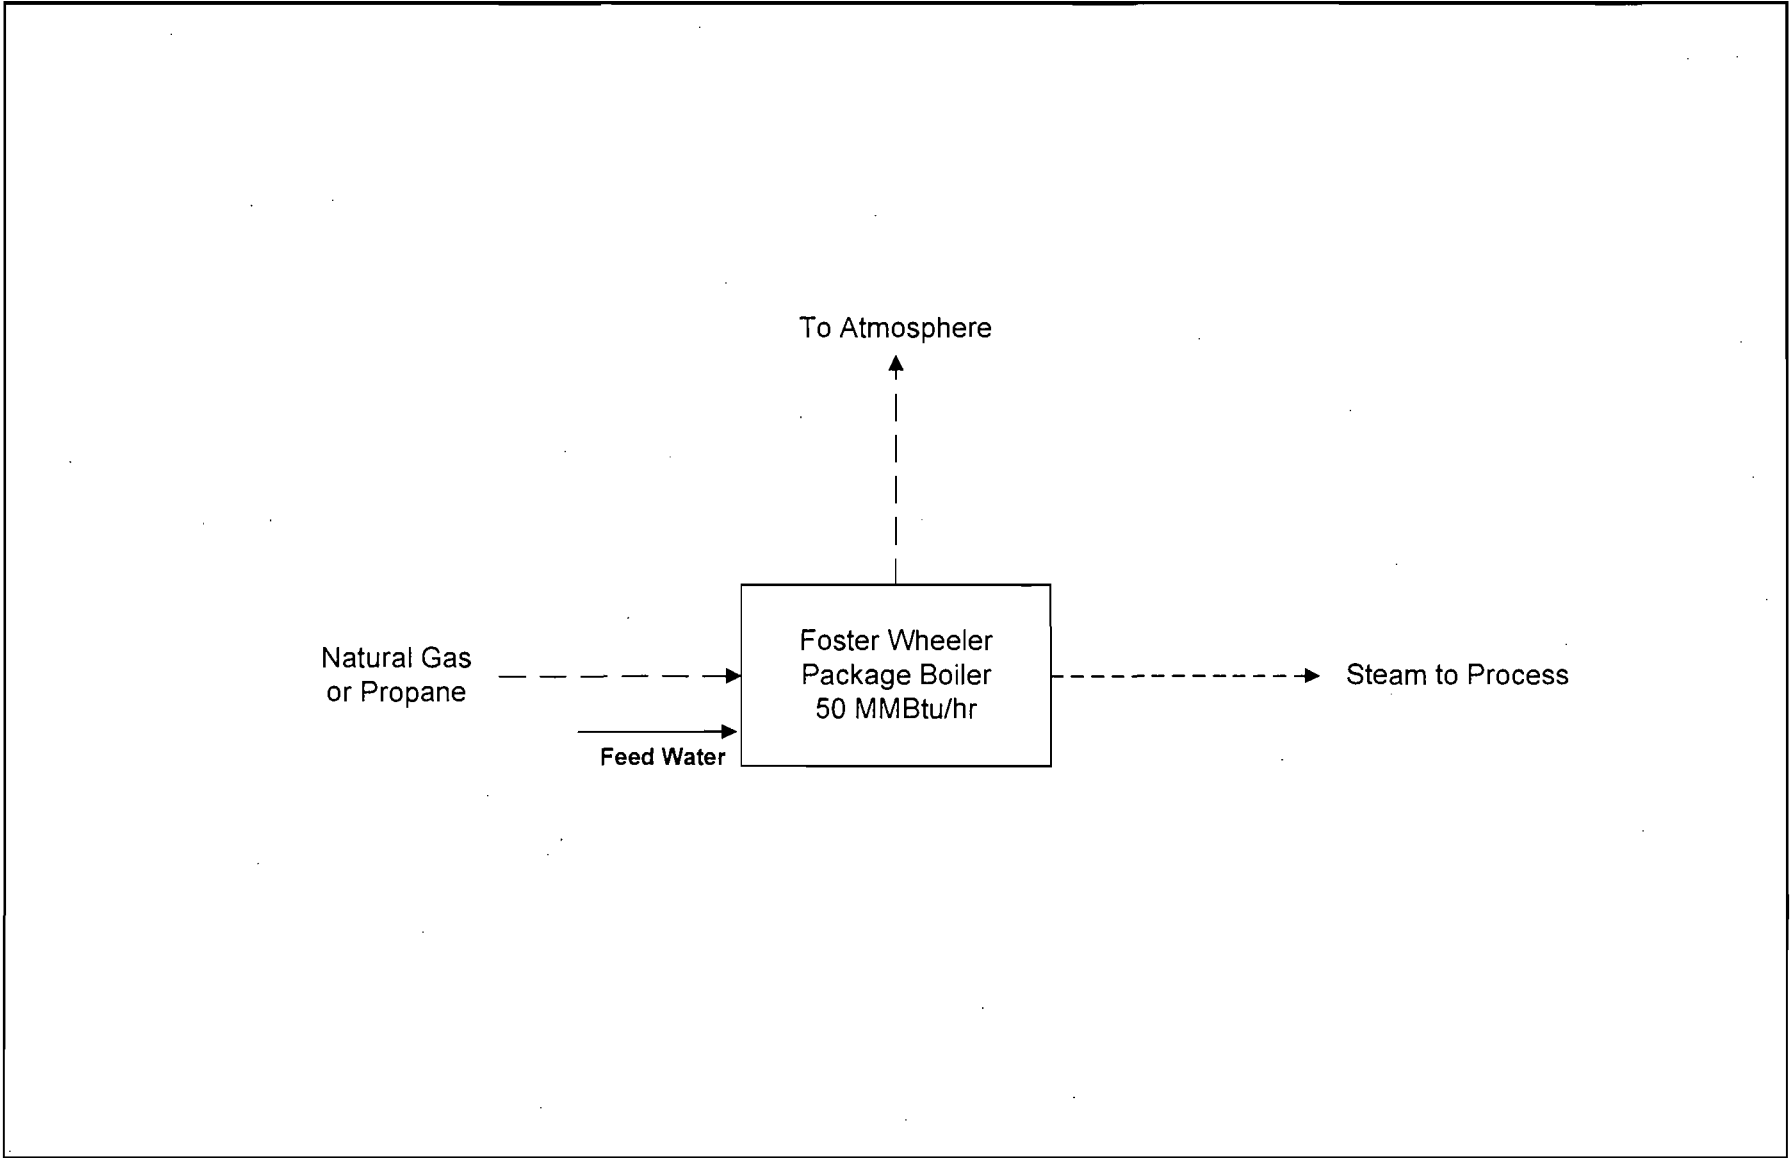 To Atmosphere
Natural Gas
or Propane
Foster Wheeler
Package Boiler
50 MMBtu/hr
Steam to Process
Feed Water